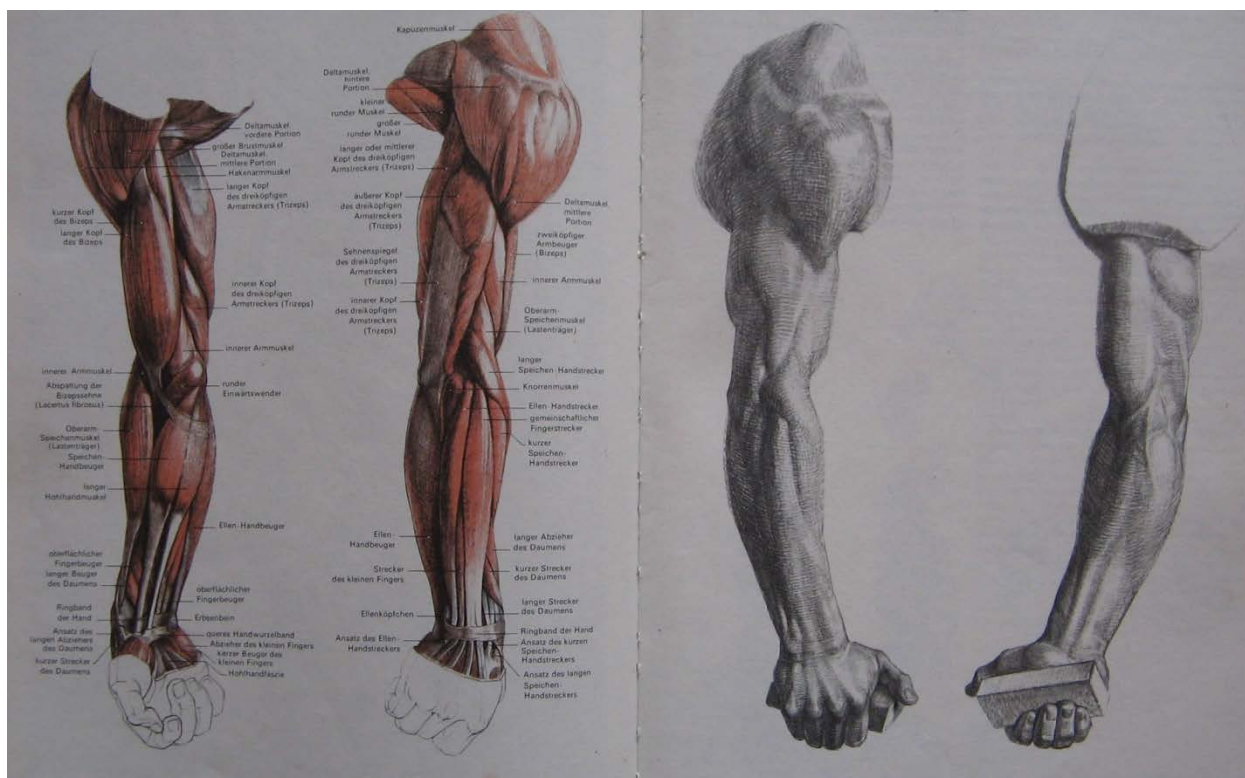 Deltamuskel,
vordere Portion
großer Brustmuskel
Deltamuskel,
mittlere Portion
Hakenarmmuskel
langer Kopf
des dreiköpfigen
Armstreckers (Trizeps)
kurzer Kopf
des Bizeps
langer Kopf
des Bizeps
innerer Kopf
des dreiköpfigen
Armstreckers (Trizeps)
innerer Armmuskel
innerer Armmuskel
Abspaltung der
Bizepssehne
(Lacertus fibrosus)
runder
Einwärtswender
Oberarm-
Speichenmuskel
(Lastenträger)
Speichen-
Handbeuger
langer
Hohlhandmuskel
Ellen-Handbeuger
oberflächlicher
Fingerbeuger
langer Beuger
des Daumens
oberflächlicher
Fingerbeuger
Ringband
der Hand
Erbsenbein
Ansatz des
langen Abziehers
des Daumens
kurzer Strecker
des Daumens
queres Handwurzelband
Abzieher des kleinen Fingers
kurzer Beuger des
kleinen Fingers
Hohlhandfaszie
Kapuzenmuskel
Deltamuskel,
hintere
Portion
kleiner
runder Muskel
großer
runder Muskel
langer oder mittlerer
Kopf des dreiköpfigen
Armstreckers (Trizeps)
äußerer Kopf
des dreiköpfigen
Armstreckers
(Trizeps)
Deltamuskel
mittlere
Portion
zweiköpfiger
Armbeuger
(Bizeps)
Sehnenspiegel
des dreiköpfigen
Armstreckers
(Trizeps)
innerer Armmuskel
innerer Kopf
des dreiköpfigen
Armstreckers
(Trizeps)
Oberarm-
Speichenmuskel
(Lastenträger)
langer
Speichen-Handstrecker
Knorrenmuskel
Ellen-Handstrecker
gemeinschaftlicher
Fingerstrecker
kurzer
Speichen-
Handstrecker
Ellen-
Handbeuger
langer Abzieher
des Daumens
Strecker
des kleinen Fingers
kurzer Strecker
des Daumens
Ellenköpfchen
langer Strecker
des Daumens
Ansatz des Ellen-
Handstreckers
Ringband der Hand
Ansatz des kurzen
Speichen-
Handstreckers
Ansatz des langen
Speichen-
Handstreckers